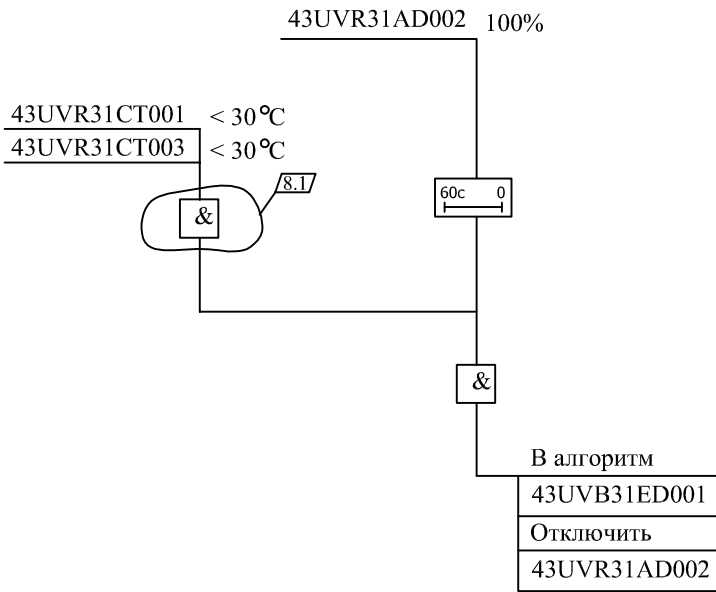 43UVR31AD002 100%
43UVR31CT001 < 30°C
43UVR31CT003 < 30°C
8.1
60с 0
&
&
В алгоритм
43UVB31ED001
Отключить
43UVR31AD002